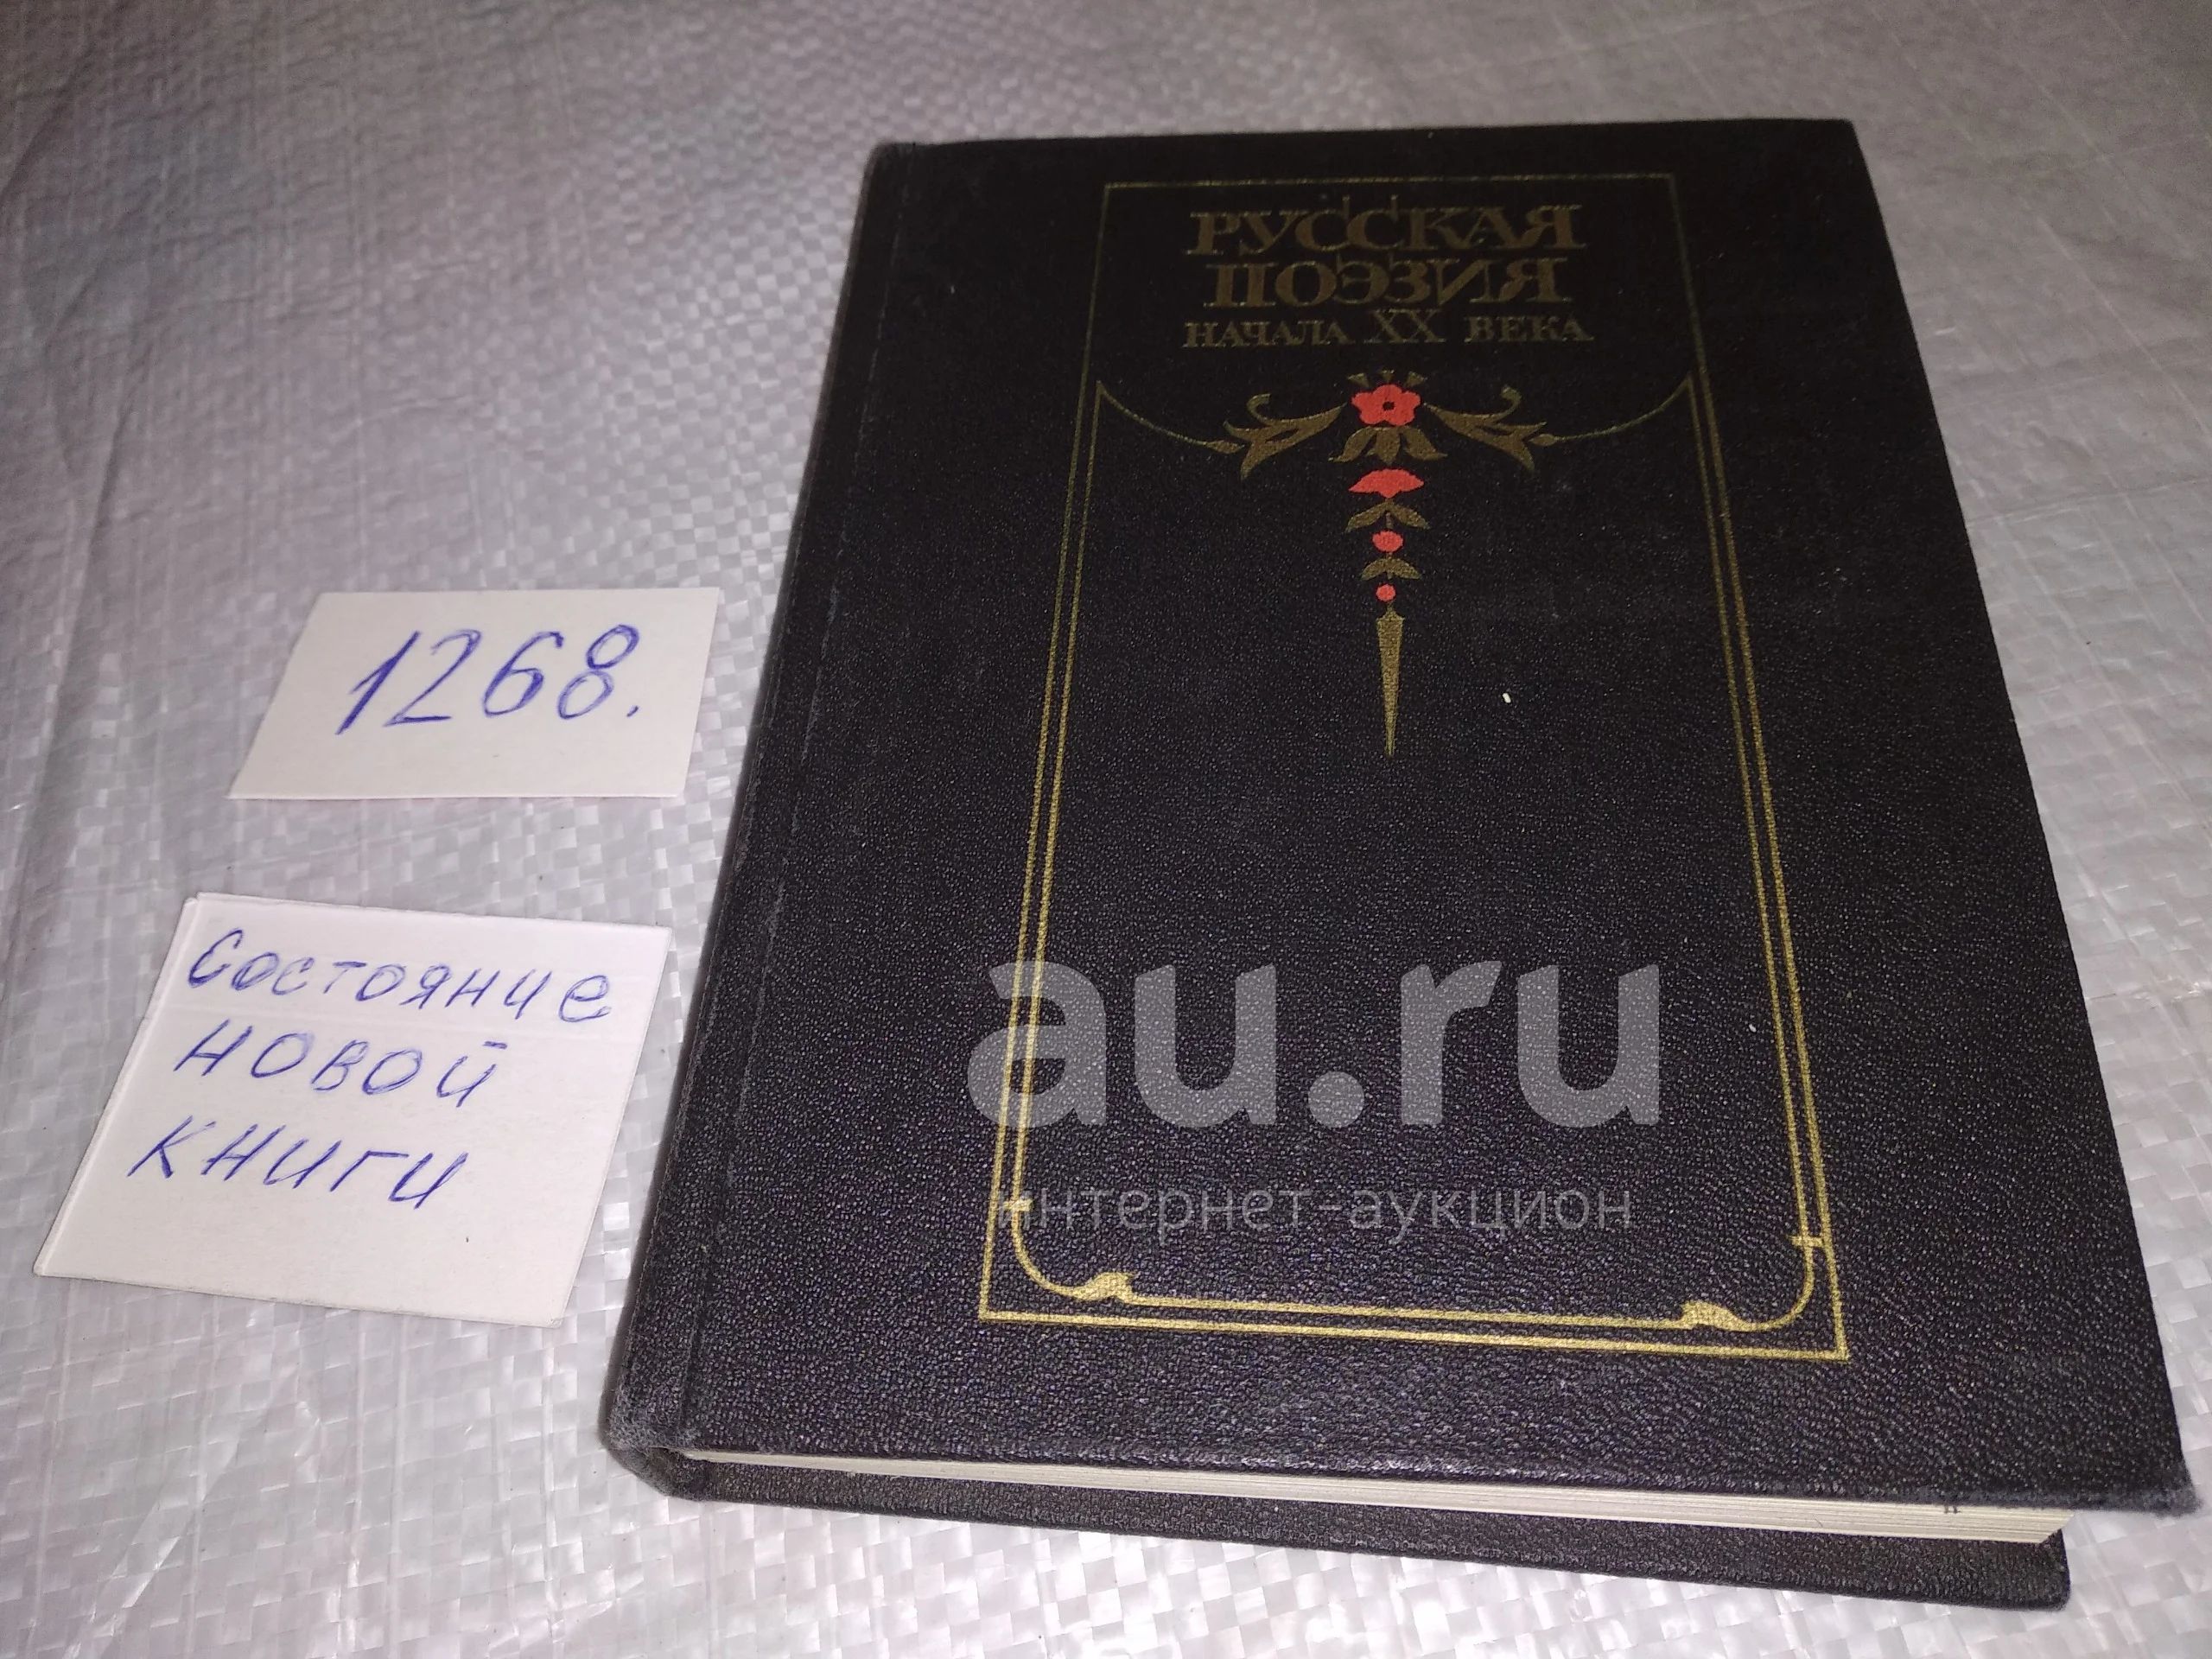 РУССКАЯ
ПОЭЗИЯ
НАЧАЛА XX ВЕКА
1268.
Состояние
новой
книги
au.ru
интернет-аукцион